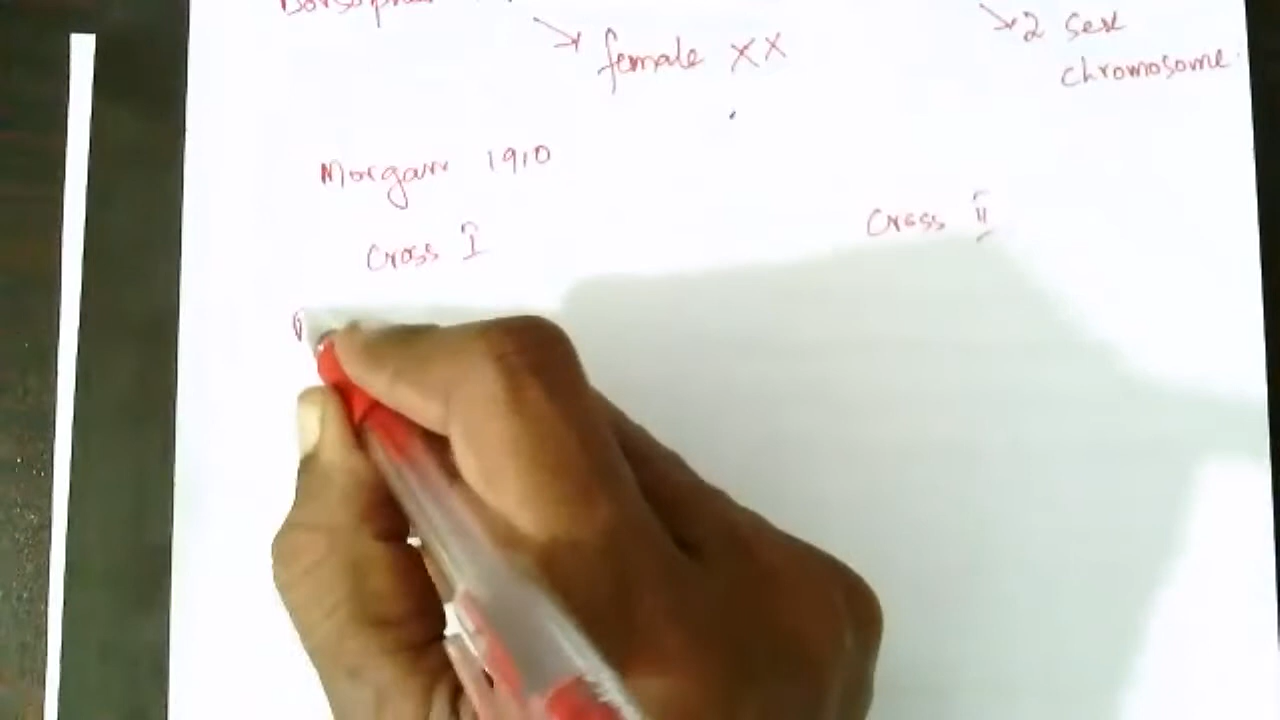 female XX
2 sex
chromosome.
Morgan 1910
Cross I
Cross II